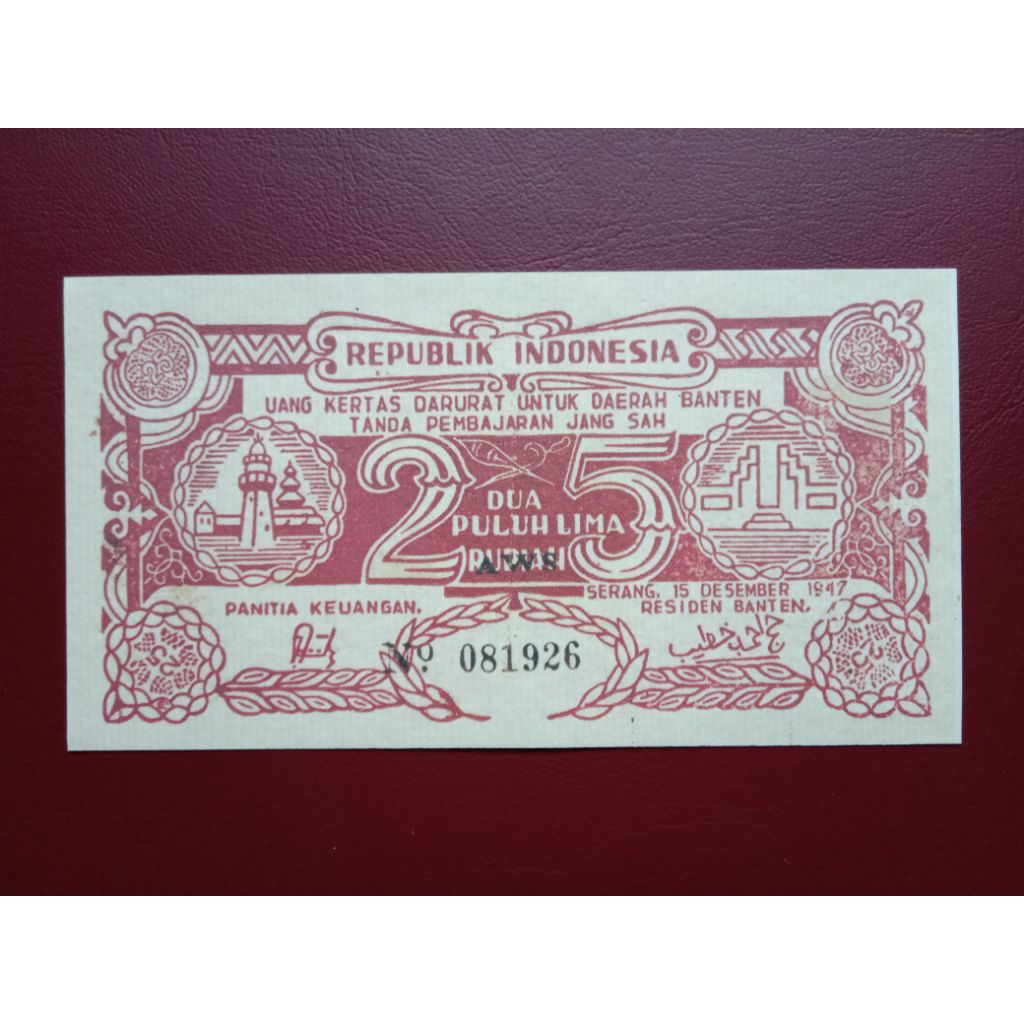 REPUBLIK INDONESIA
UANG KERTAS DARURAT UNTUK DAERAH BANTEN
TANDA PEMBAJARAN JANG SAH
25
DUA
PULUH LIMA
RUPIAH
AWS
SERANG, 15 DESEMBER 1947
PANITIA KEUANGAN.
RESIDEN BANTEN.
No. 081926